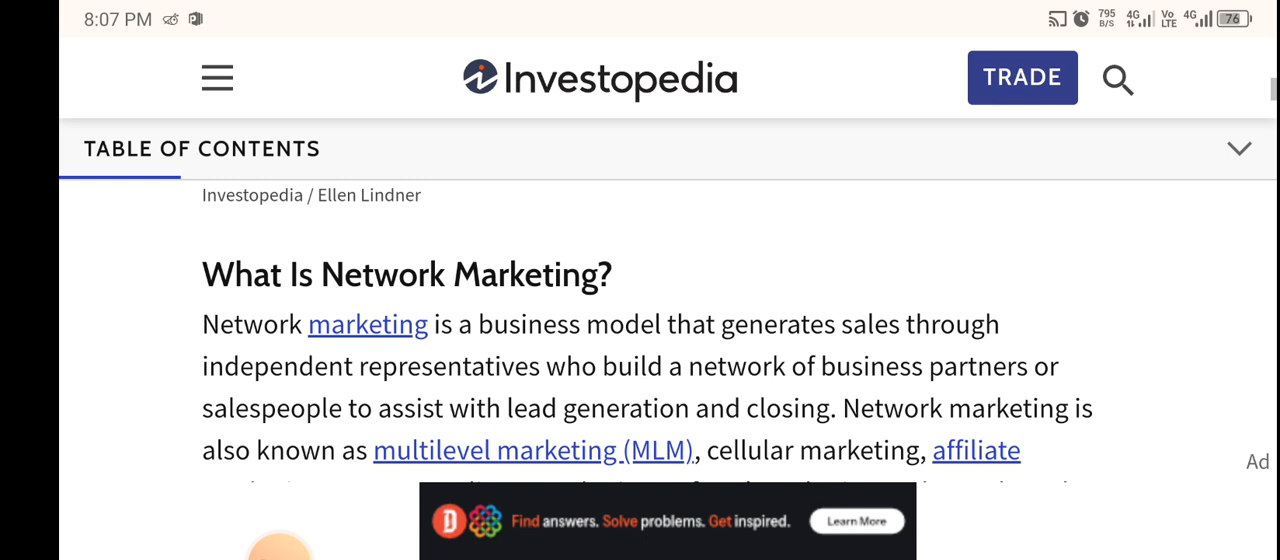 8:07 PM
795 B/S 4G Vo LTE 4G 76
Investopedia
TRADE
TABLE OF CONTENTS
Investopedia / Ellen Lindner
What Is Network Marketing?
Network marketing is a business model that generates sales through
independent representatives who build a network of business partners or
salespeople to assist with lead generation and closing. Network marketing is
also known as multilevel marketing (MLM), cellular marketing, affiliate
Ad
Find answers. Solve problems. Get inspired.
Learn More